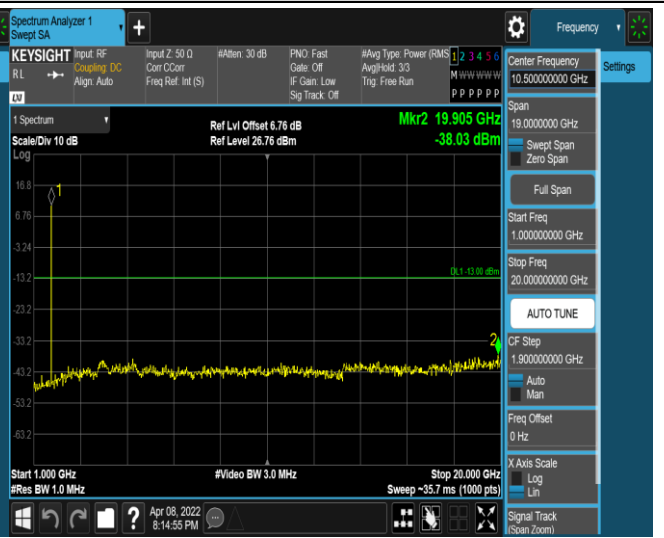 Spectrum Analyzer 1
Swept SA
Frequency
KEYSIGHT
RL
LXI
Input: RF
Coupling: DC
Align: Auto
Input Z: 50 Ω
Corr CCorr
Freq Ref: Int (S)
#Atten: 30 dB
PNO: Fast
Gate: Off
IF Gain: Low
Sig Track: Off
#Avg Type: Power (RMS
Avg|Hold: 3/3
Trig: Free Run
1 2 3 4 5 6
M W W W W W
P P P P P P
Settings
1 Spectrum
Scale/Div 10 dB
Log
Ref Lvl Offset 6.76 dB
Ref Level 26.76 dBm
Mkr2 19.905 GHz
-38.03 dBm
16.8
6.76
-3.24
-13.2
-23.2
-33.2
-43.2
-53.2
-63.2
1
DL1 -13.00 dBm
2
Start 1.000 GHz
#Res BW 1.0 MHz
#Video BW 3.0 MHz
Stop 20.000 GHz
Sweep ~35.7 ms (1000 pts)
Center Frequency
10.500000000 GHz
Span
19.0000000 GHz
Swept Span
Zero Span
Full Span
Start Freq
1.000000000 GHz
Stop Freq
20.000000000 GHz
AUTO TUNE
CF Step
1.900000000 GHz
Auto
Man
Freq Offset
0 Hz
X Axis Scale
Log
Lin
Signal Track
(Span Zoom)
?
Apr 08, 2022
8:14:55 PM